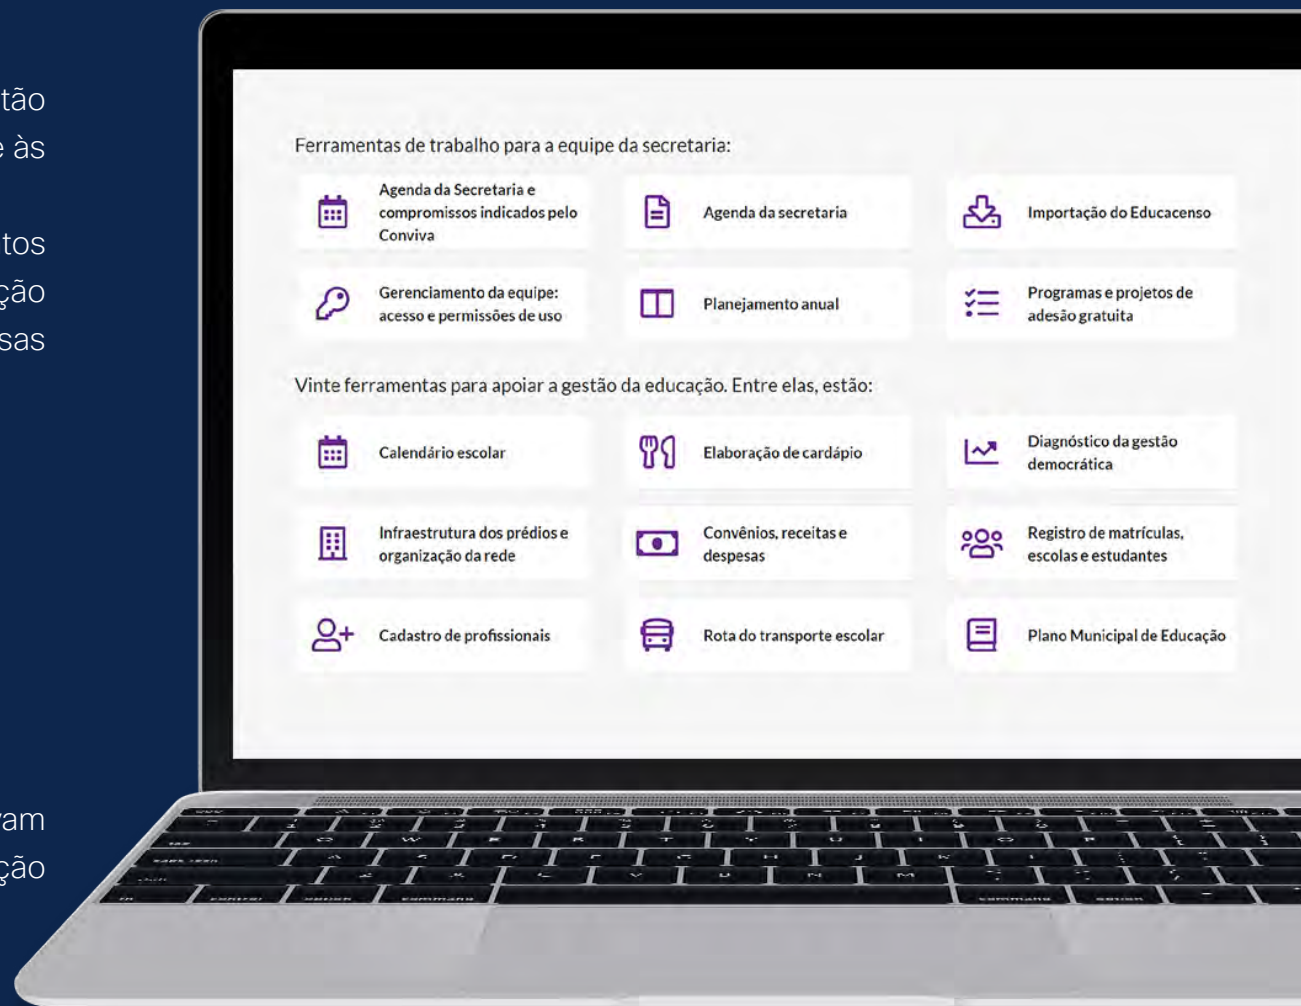 tão
e às
tos
ção
sas
Ferramentas de trabalho para a equipe da secretaria:
Agenda da Secretaria e
compromissos indicados pelo
Conviva
Agenda da secretaria
Importação do Educacenso
Gerenciamento da equipe:
acesso e permissões de uso
Planejamento anual
Programas e projetos de
adesão gratuita
Vinte ferramentas para apoiar a gestão da educação. Entre elas, estão:
Calendário escolar
Elaboração de cardápio
Diagnóstico da gestão
democrática
Infraestrutura dos prédios e
organização da rede
Convênios, receitas e
despesas
Registro de matrículas,
escolas e estudantes
Cadastro de profissionais
Rota do transporte escolar
Plano Municipal de Educação
vam
ção